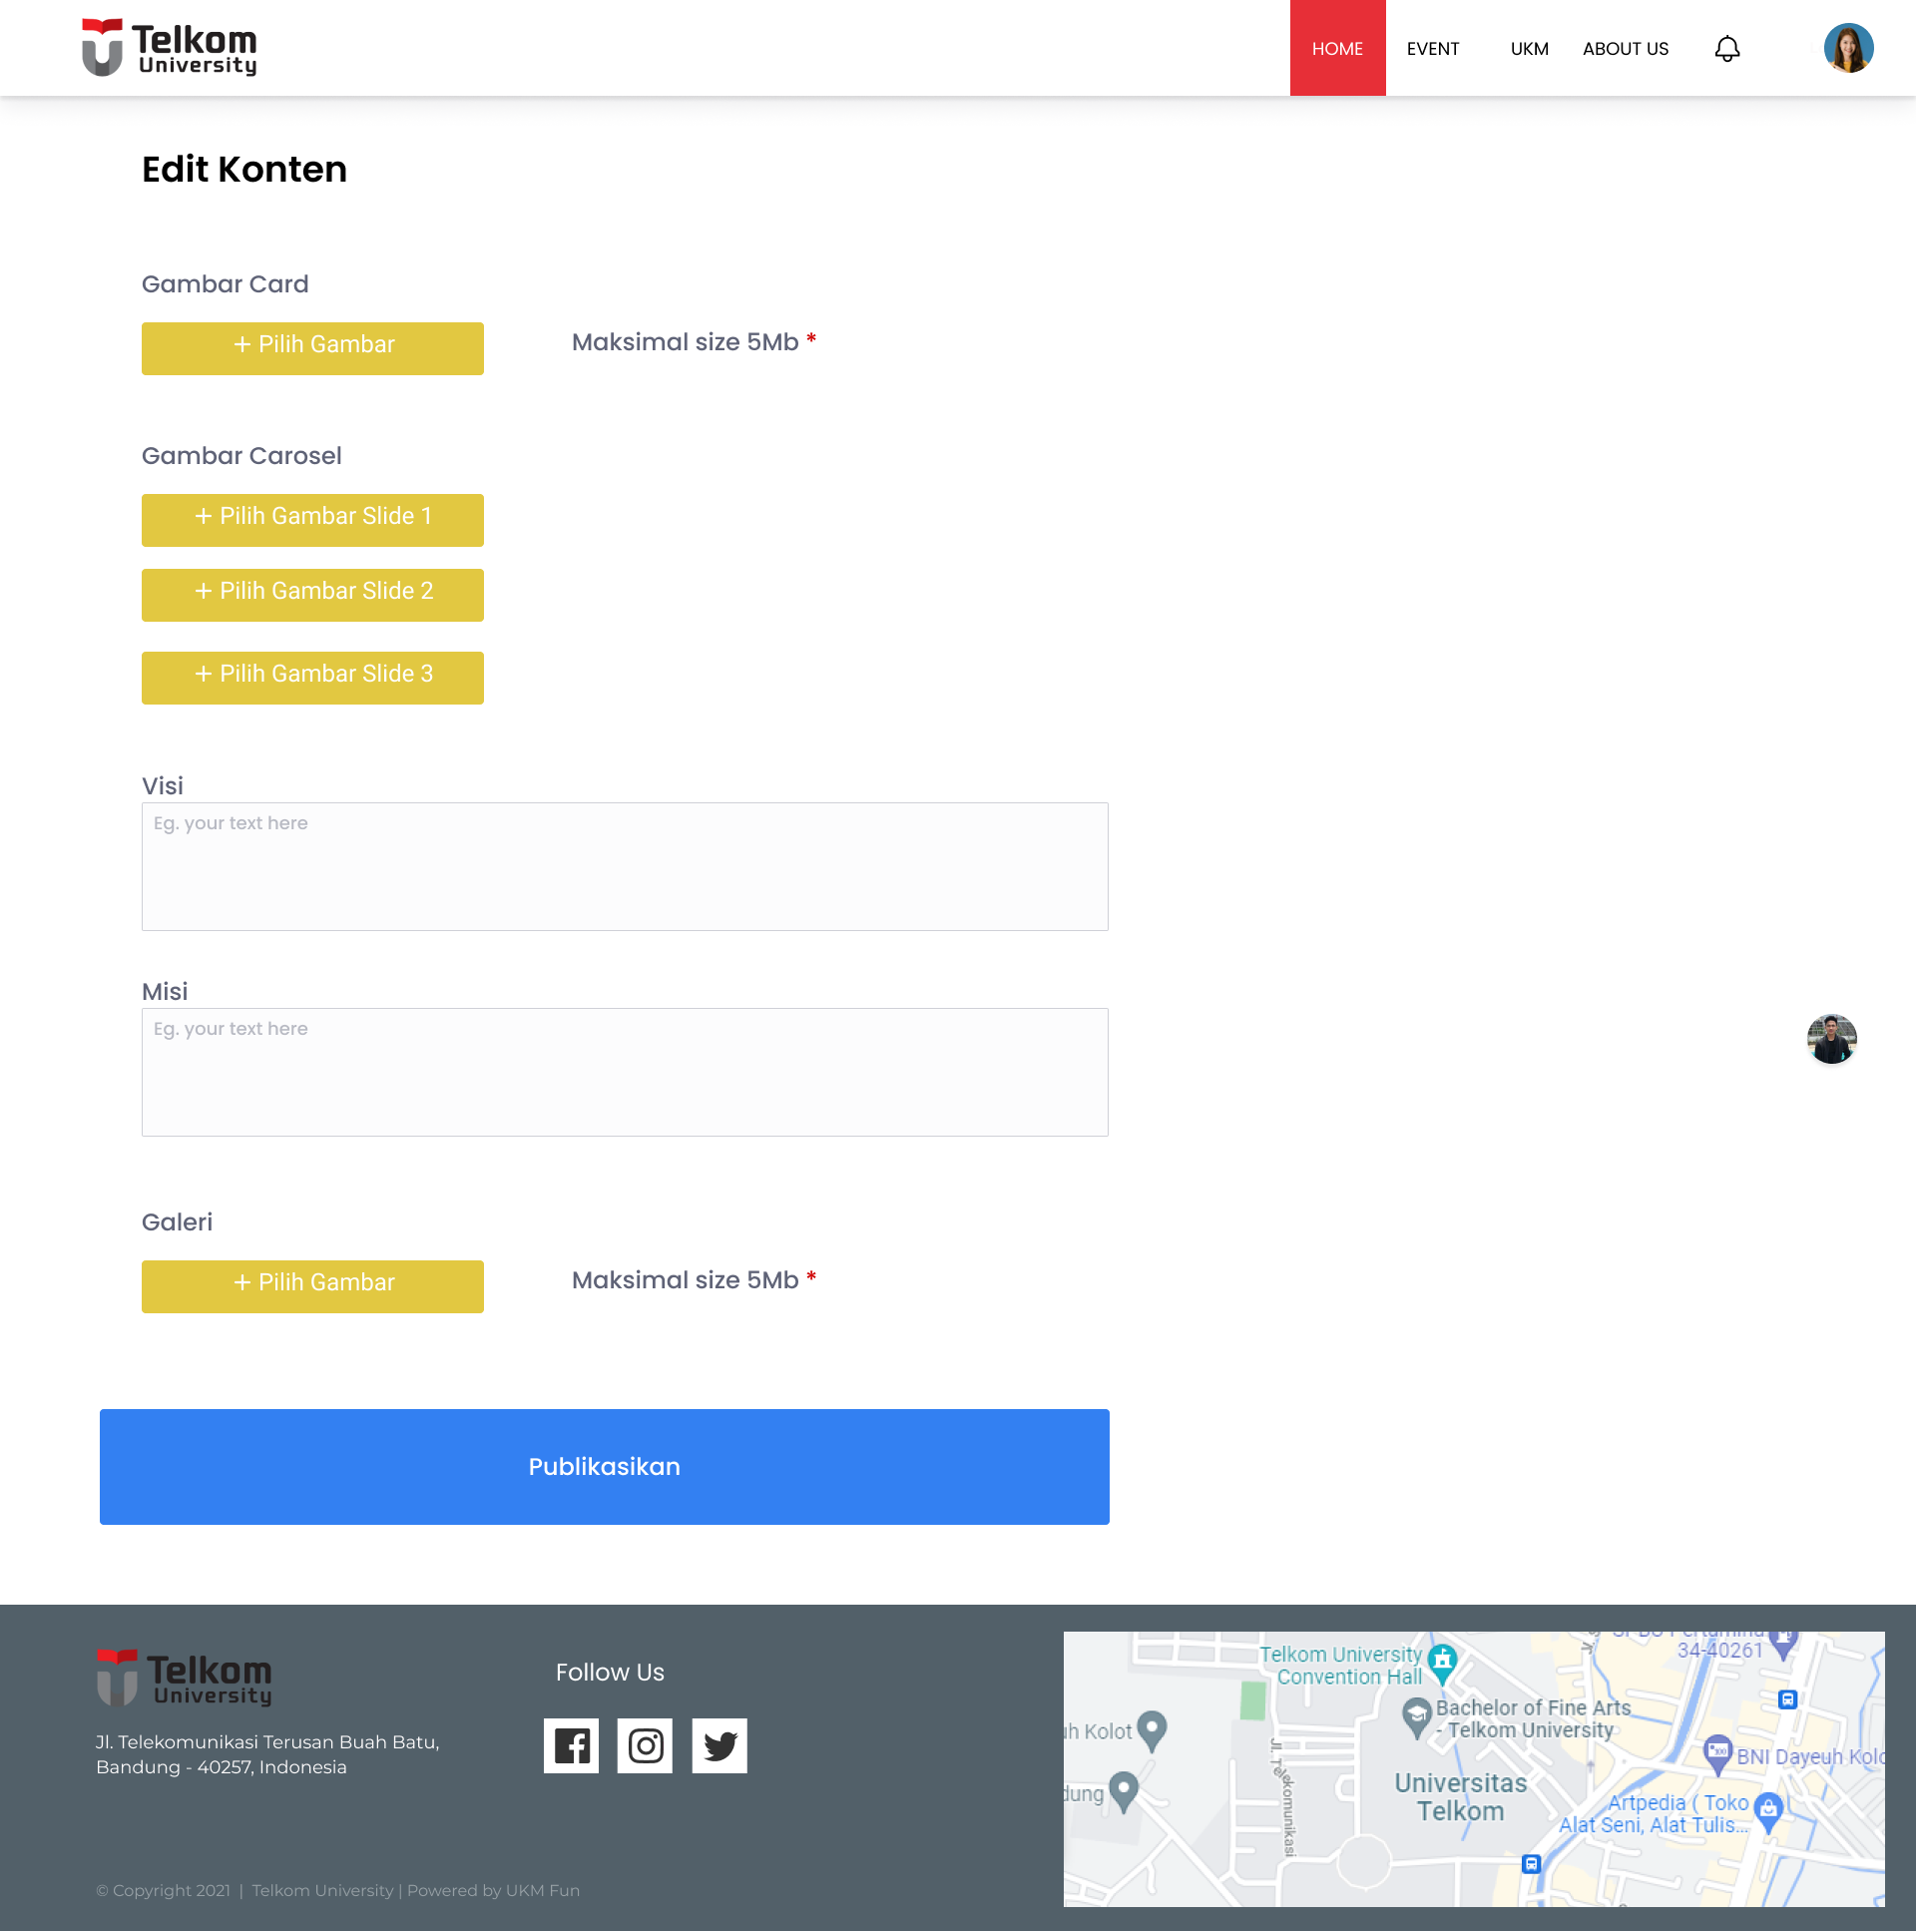 Telkom
University
HOME
EVENT
UKM
ABOUT US
Edit Konten
Gambar Card
+ Pilih Gambar
Maksimal size 5Mb *
Gambar Carosel
+ Pilih Gambar Slide 1
+ Pilih Gambar Slide 2
+ Pilih Gambar Slide 3
Visi
Eg. your text here
Misi
Eg. your text here
Galeri
+ Pilih Gambar
Maksimal size 5Mb *
Publikasikan
Telkom
University
Jl. Telekomunikasi Terusan Buah Batu,
Bandung - 40257, Indonesia
Follow Us
© Copyright 2021 | Telkom University | Powered by UKM Fun
Telkom University
Convention Hall
34-40261
Bachelor of Fine Arts
- Telkom University
Kolot
Jl. Telekomunikasi
BNI Dayeuh Kolo
Universitas
Telkom
Artpedia ( Toko
Alat Seni, Alat Tulis...